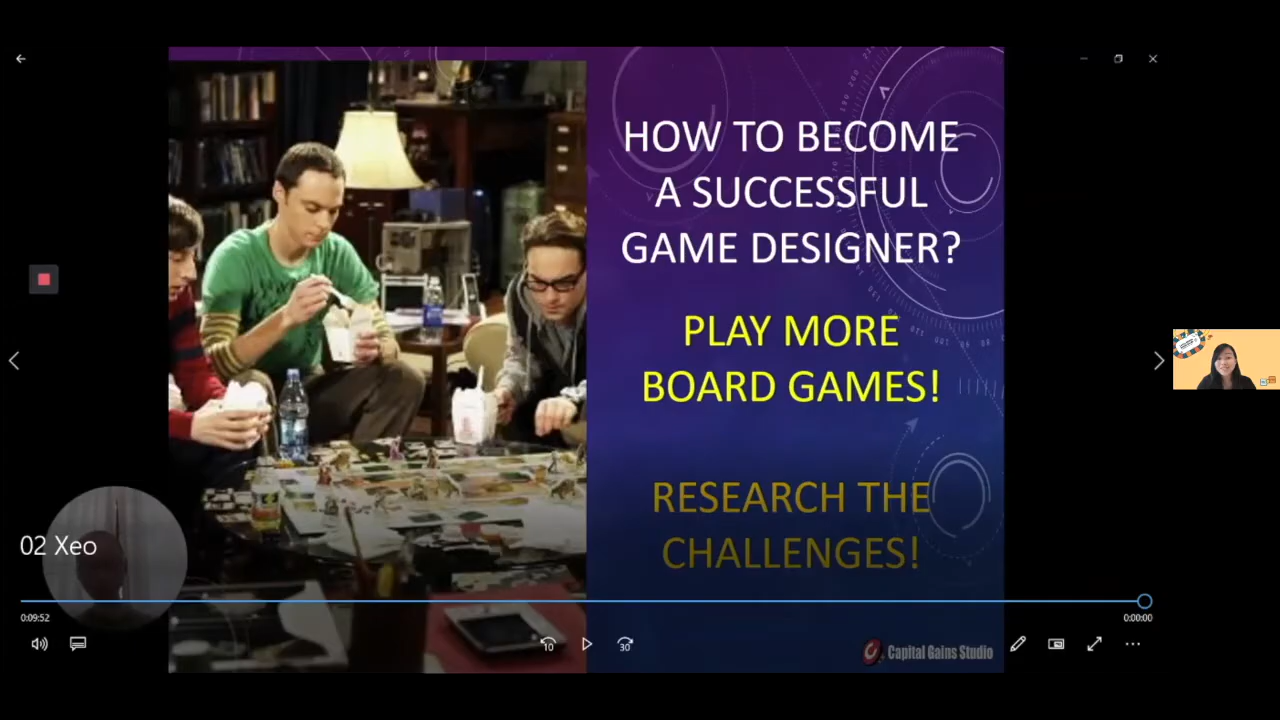 HOW TO BECOME
A SUCCESSFUL
GAME DESIGNER?
PLAY MORE
BOARD GAMES!
RESEARCH THE
CHALLENGES!
02 Xeo
0:09:52
0:00:00
10
30
Capital Gains Studio